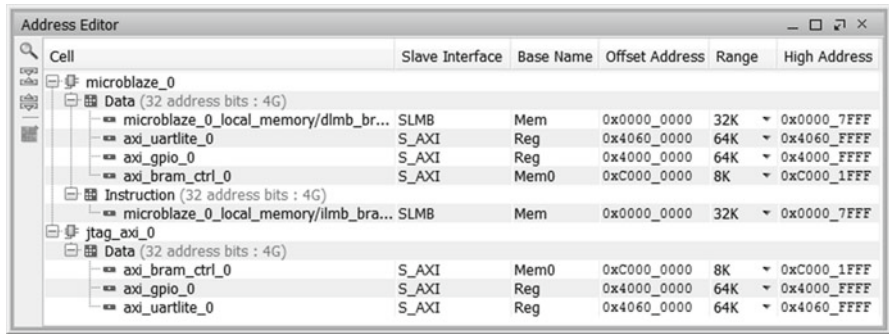 Address Editor
Cell Slave Interface Base Name Offset Address Range High Address
microblaze_0
Data (32 address bits : 4G)
microblaze_0_local_memory/dlmb_br... SLMB Mem 0x0000_0000 32K 0x0000_7FFF
axi_uartlite_0 S_AXI Reg 0x4060_0000 64K 0x4060_FFFF
axi_gpio_0 S_AXI Reg 0x4000_0000 64K 0x4000_FFFF
axi_bram_ctrl_0 S_AXI Mem0 0xC000_0000 8K 0xC000_1FFF
Instruction (32 address bits : 4G)
microblaze_0_local_memory/ilmb_bra... SLMB Mem 0x0000_0000 32K 0x0000_7FFF
jtag_axi_0
Data (32 address bits : 4G)
axi_bram_ctrl_0 S_AXI Mem0 0xC000_0000 8K 0xC000_1FFF
axi_gpio_0 S_AXI Reg 0x4000_0000 64K 0x4000_FFFF
axi_uartlite_0 S_AXI Reg 0x4060_0000 64K 0x4060_FFFF